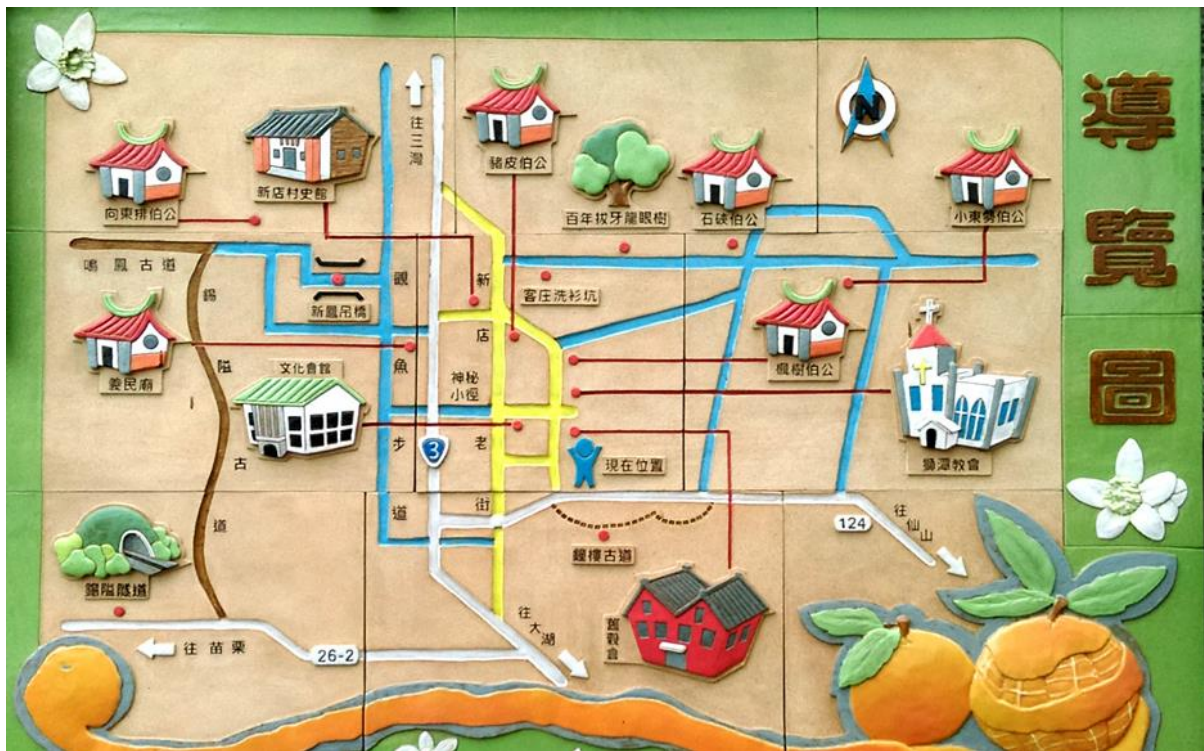 導覽圖
N
往三灣
豬皮伯公
新店村史館
向東排伯公
百年拔牙龍眼樹
石硤伯公
小東勢伯公
鳴鳳古道
錫隘古道
新鳳吊橋
觀魚步道
新店老街
客庄洗衫坑
義民廟
文化會館
神秘
小徑
楓樹伯公
獅潭教會
3
現在位置
124
往仙山
鐘樓古道
錫隘隧道
往苗栗
26-2
往大湖
舊穀倉